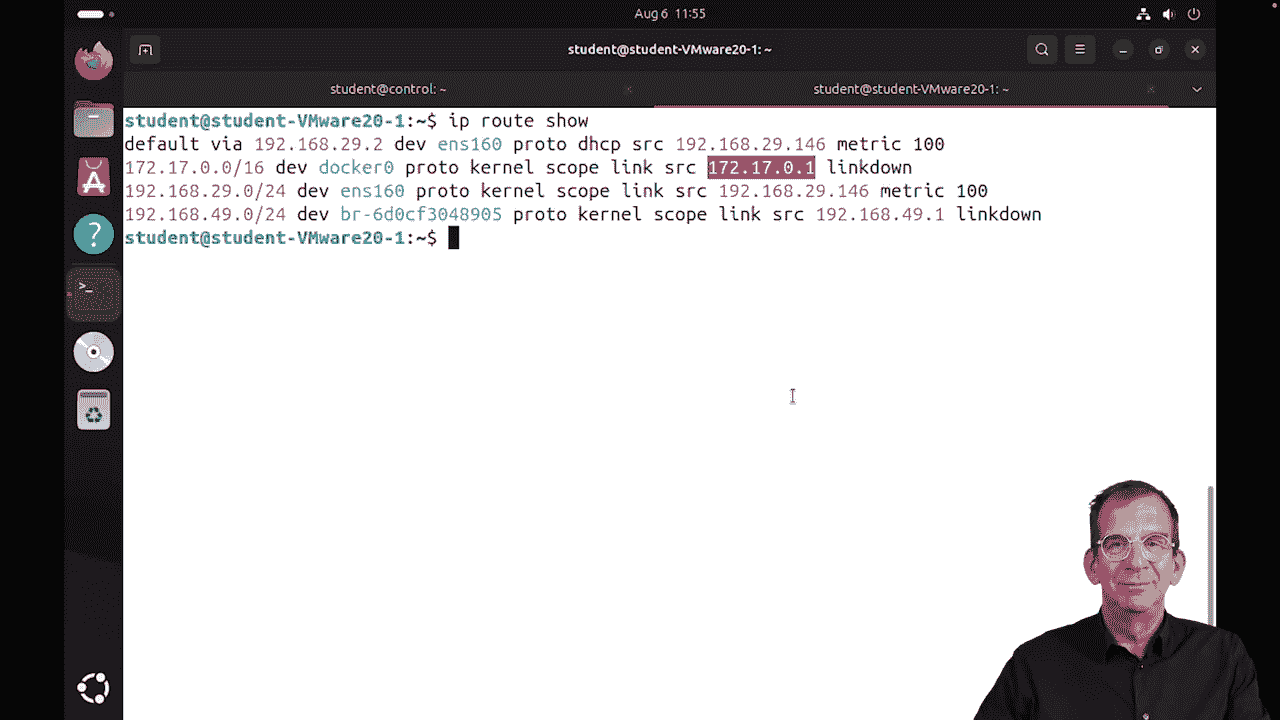 Aug 6 11:55
student@student-VMware20-1: ~
student@control: ~
student@student-VMware20-1: ~
student@student-VMware20-1:~$ ip route show
default via 192.168.29.2 dev ens160 proto dhcp src 192.168.29.146 metric 100
172.17.0.0/16 dev docker0 proto kernel scope link src 172.17.0.1 linkdown
192.168.29.0/24 dev ens160 proto kernel scope link src 192.168.29.146 metric 100
192.168.49.0/24 dev br-6d0cf3048905 proto kernel scope link src 192.168.49.1 linkdown
student@student-VMware20-1:~$